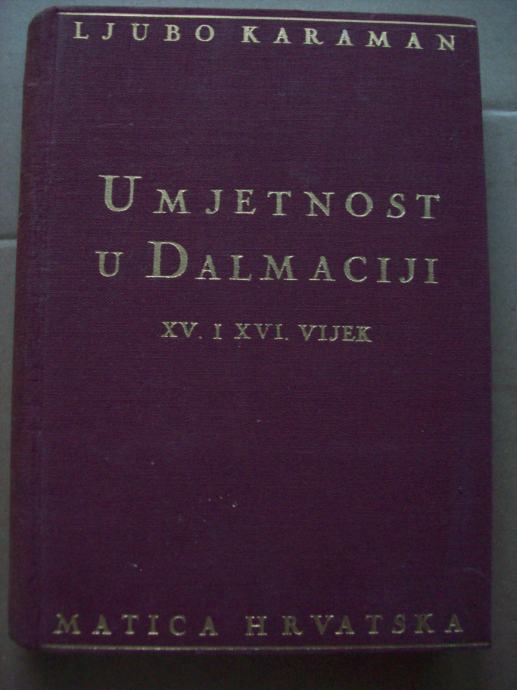 LJUBO KARAMAN
UMJETNOST
U DALMACIJI
XV. I XVI. VIJEK
MATICA HRVATSKA